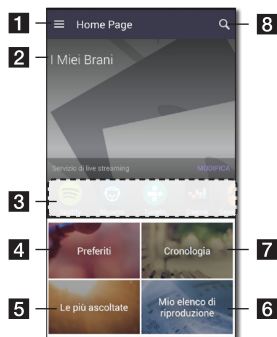 1 Home Page 8
2 I Miei Brani
Servizio di live streaming MODIFICA
3
4 Preferiti Cronologia 7
5 Le più ascoltate Mio elenco di riproduzione 6